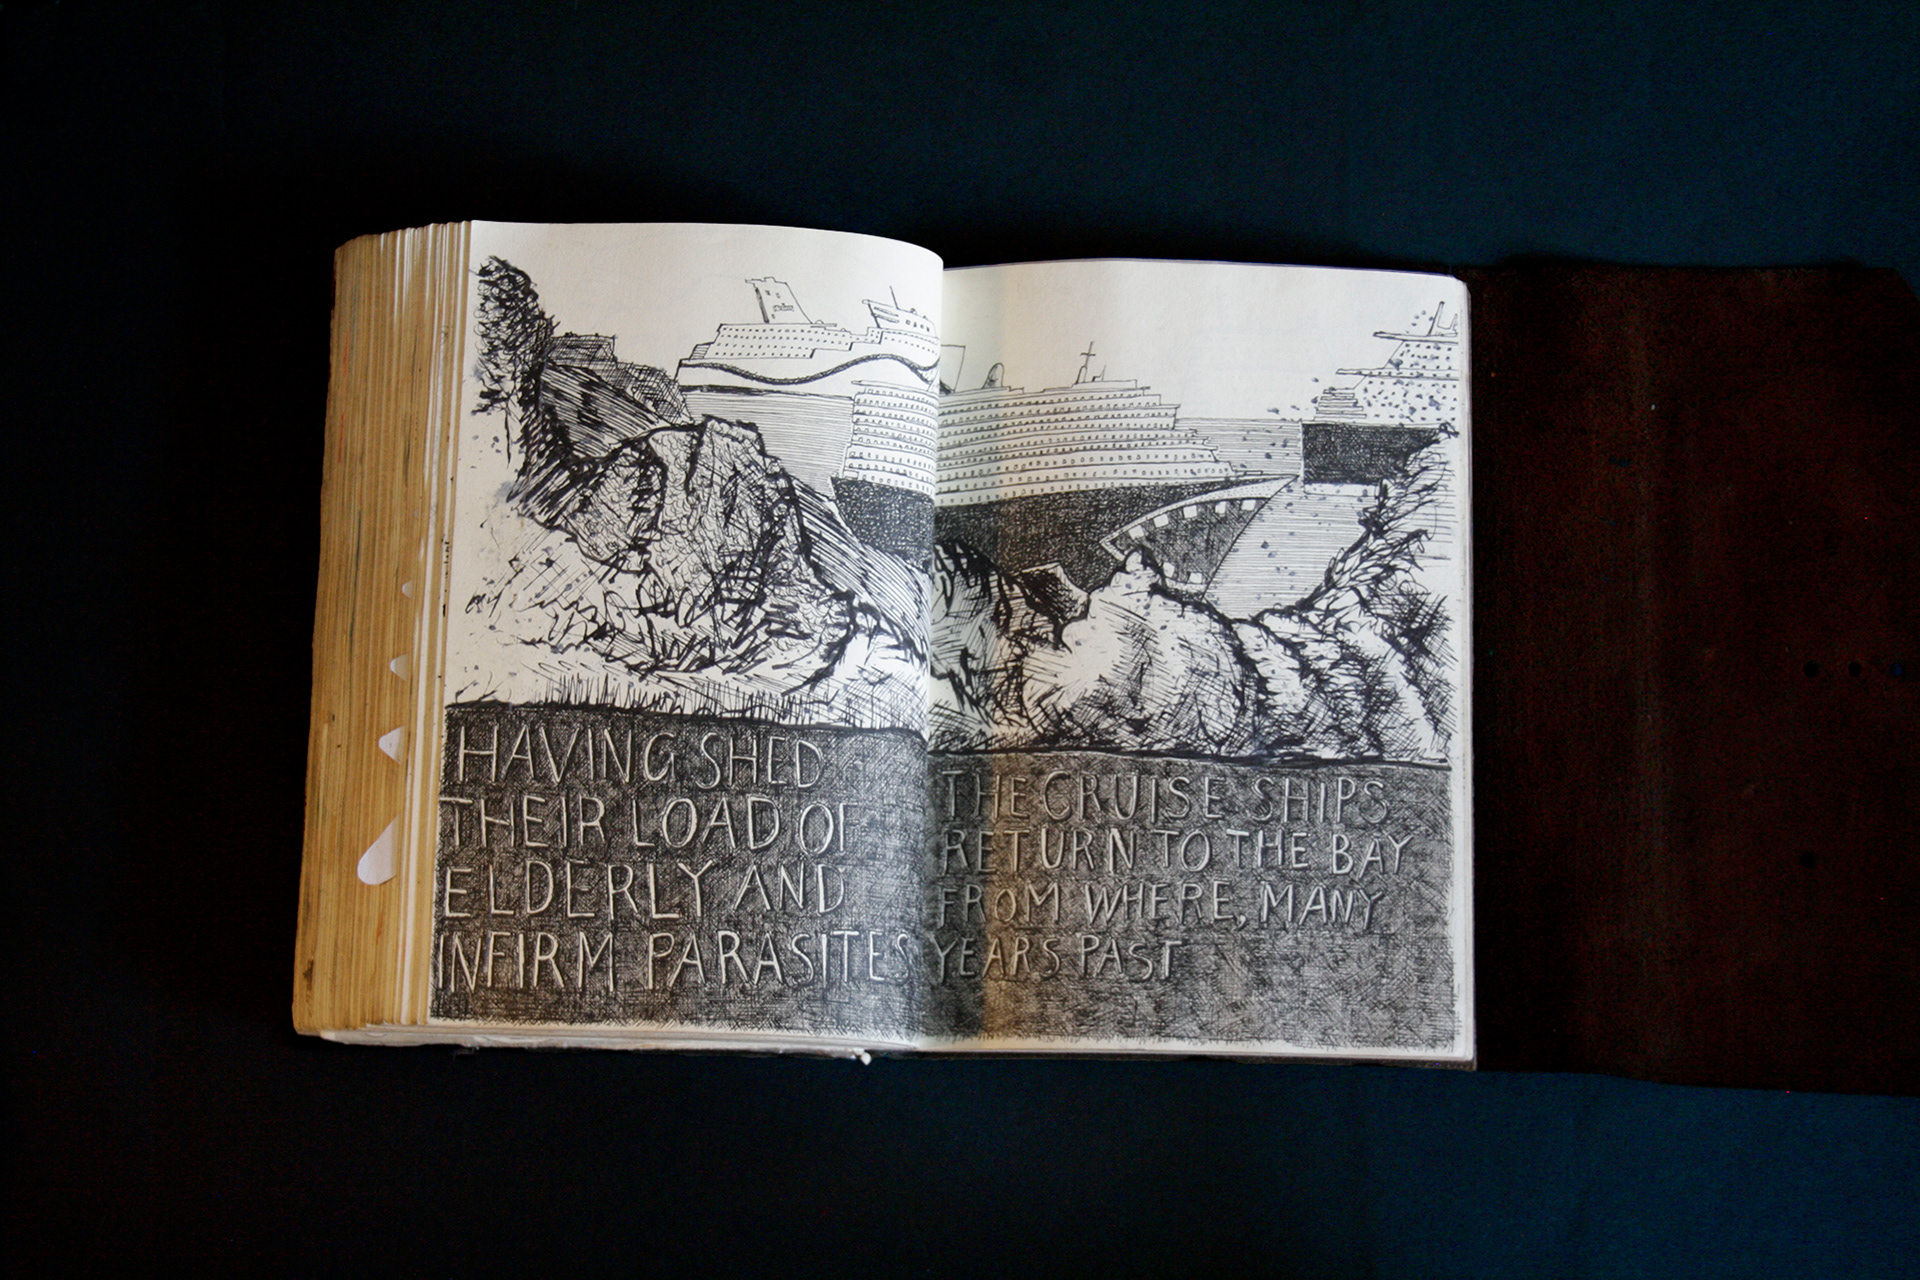 HAVING SHED
THEIR LOAD OF
ELDERLY AND
INFIRM PARASITES
THE CRUISE SHIPS
RETURN TO THE BAY
FROM WHERE, MANY
YEARS PAST